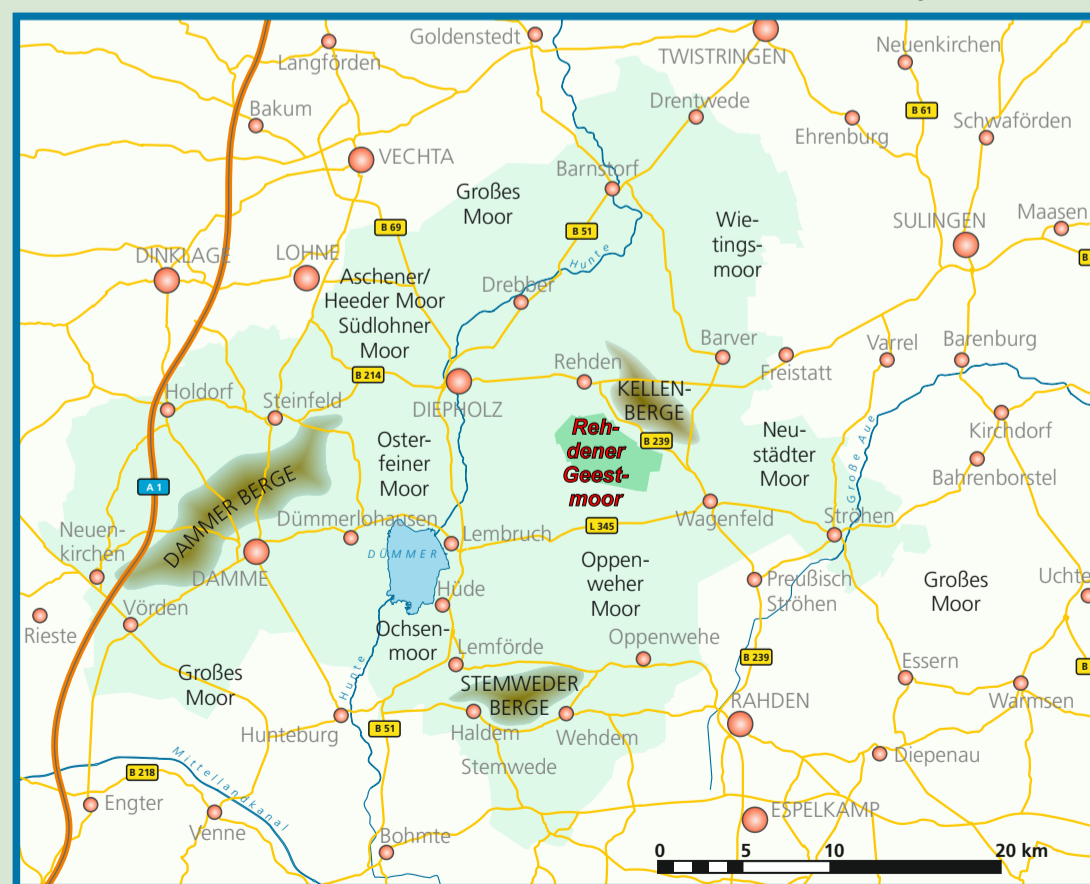 Goldenstedt
TWISTRINGEN
Neuenkirchen
Langförden
Bakum
Drentwede
B 61
Ehrenburg
Schwaförden
VECHTA
Barnstorf
Großes
Moor
Wie-
tings-
moor
SULINGEN
Maasen
B 69
B 51
Hunte
B
DINKLAGE
LOHNE
Aschener/
Heeder Moor
Südlohner
Moor
Drebber
Barver
Varrel
Barenburg
Rehden
Freistatt
B 214
DIEPHOLZ
KELLEN-
BERGE
Holdorf
Steinfeld
Reh-
dener
Geest-
moor
B 239
Neu-
städter
Moor
Große Aue
Kirchdorf
Bahrenborstel
Oster-
feiner
Moor
A 1
DAMMER BERGE
Dümmerlohausen
Lembruch
L 345
Wagenfeld
Ströhen
Neuen-
kirchen
DÜMMER
DAMME
Hüde
Oppen-
weher
Moor
Preußisch
Ströhen
Großes
Moor
Uchte
Vörden
Rieste
Ochsen-
moor
Lemförde
Oppenwehe
B 239
Essern
B
Großes
Moor
Hunte
STEMWEDER
BERGE
RAHDEN
Warmsen
Hunteburg
B 51
Haldem
Wehdem
Stemwede
Diepenau
Mittellandkanal
B 218
Engter
Venne
Bohmte
ESPELKAMP
0 5 10 20 km